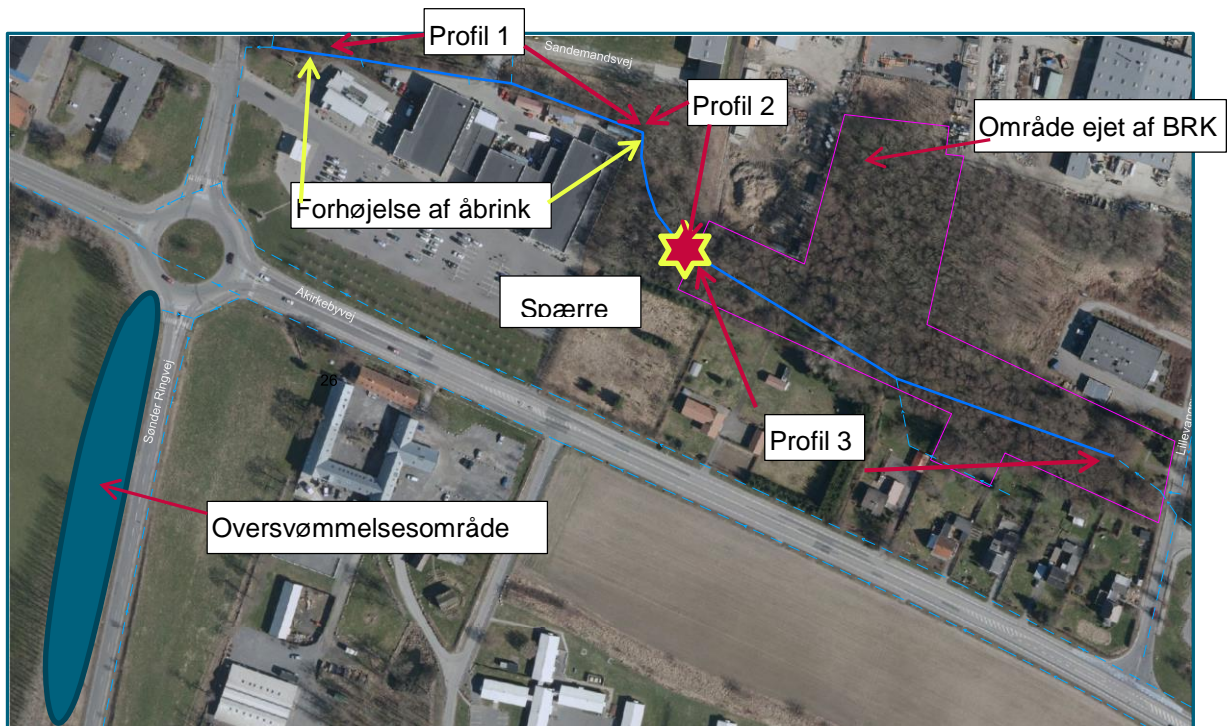 Profil 1
Sandemandsvej
Profil 2
Område ejet af BRK
Forhøjelse af åbrink
Spærre
Akirkebyvej
26
Sønder Ringvej
Profil 3
Oversvømmelsesområde